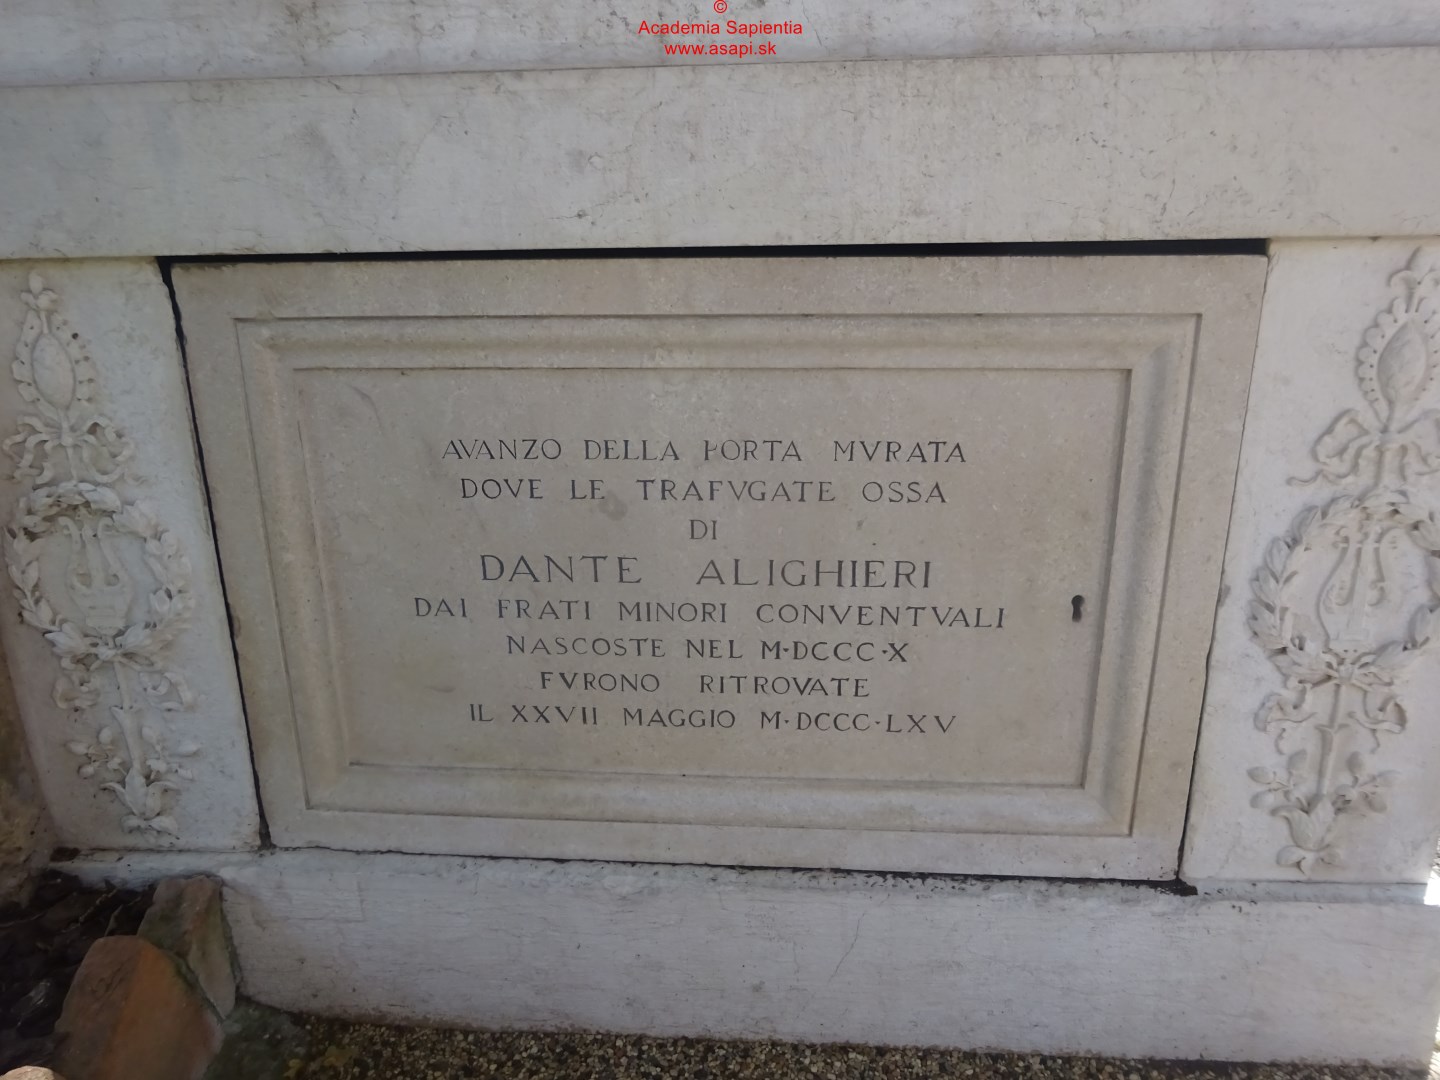 ©
Academia Sapientia
www.asapi.sk
AVANZO DELLA PORTA MVRATA
DOVE LE TRAFVGATE OSSA
DI
DANTE ALIGHIERI
DAI FRATI MINORI CONVENTVALI
NASCOSTE NEL M·DCCC·X
FVRONO RITROVATE
IL XXVII MAGGIO M·DCCC·LXV